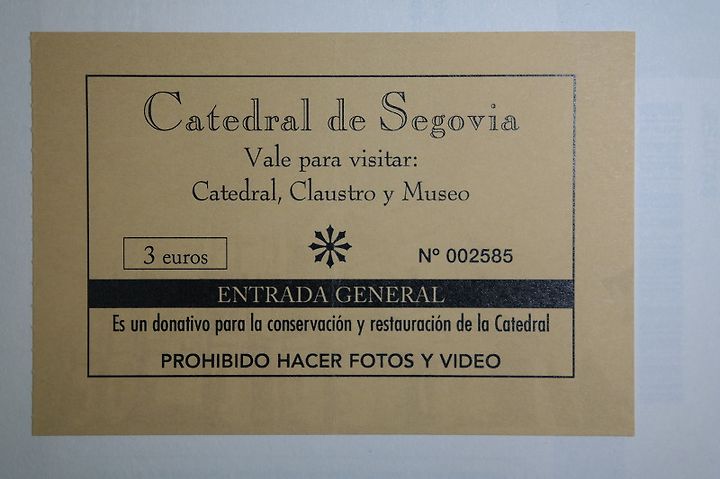 Catedral de Segovia
Vale para visitar:
Catedral, Claustro y Museo
3 euros
Nº 002585
ENTRADA GENERAL
Es un donativo para la conservación y restauración de la Catedral
PROHIBIDO HACER FOTOS Y VIDEO